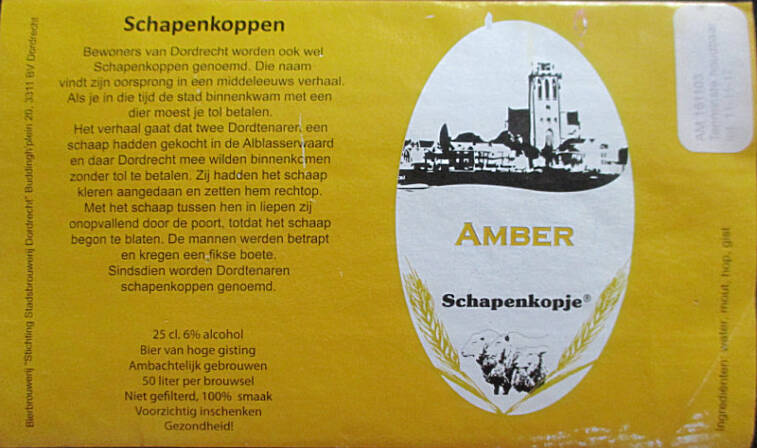 Bierbrouwerij "Stichting Stadsbrouwerij Dordrecht" Buddingh'plein 20, 3311 BV Dordrecht
Schapenkoppen
Bewoners van Dordrecht worden ook wel
Schapenkoppen genoemd. Die naam
vindt zijn oorsprong in een middeleeuws verhaal.
Als je in die tijd de stad binnenkwam met een
dier moest je tol betalen.
Het verhaal gaat dat twee Dordtenaren een
schaap hadden gekocht in de Alblasserwaard
en daar Dordrecht mee wilden binnenkomen
zonder tol te betalen. Zij hadden het schaap
kleren aangedaan en zetten hem rechtop.
Met het schaap tussen hen in liepen zij
onopvallend door de poort, totdat het schaap
begon te blaten. De mannen werden betrapt
en kregen een fikse boete.
Sindsdien worden Dordtenaren
schapenkoppen genoemd.
25 cl. 6% alcohol
Bier van hoge gisting
Ambachtelijk gebrouwen
50 liter per brouwsel
Niet gefilterd, 100% smaak
Voorzichtig inschenken
Gezondheid!
AMBER
Schapenkopje®
AM 101103
Tenminste houdbaar
Ingrediënten: water, mout, hop, gist